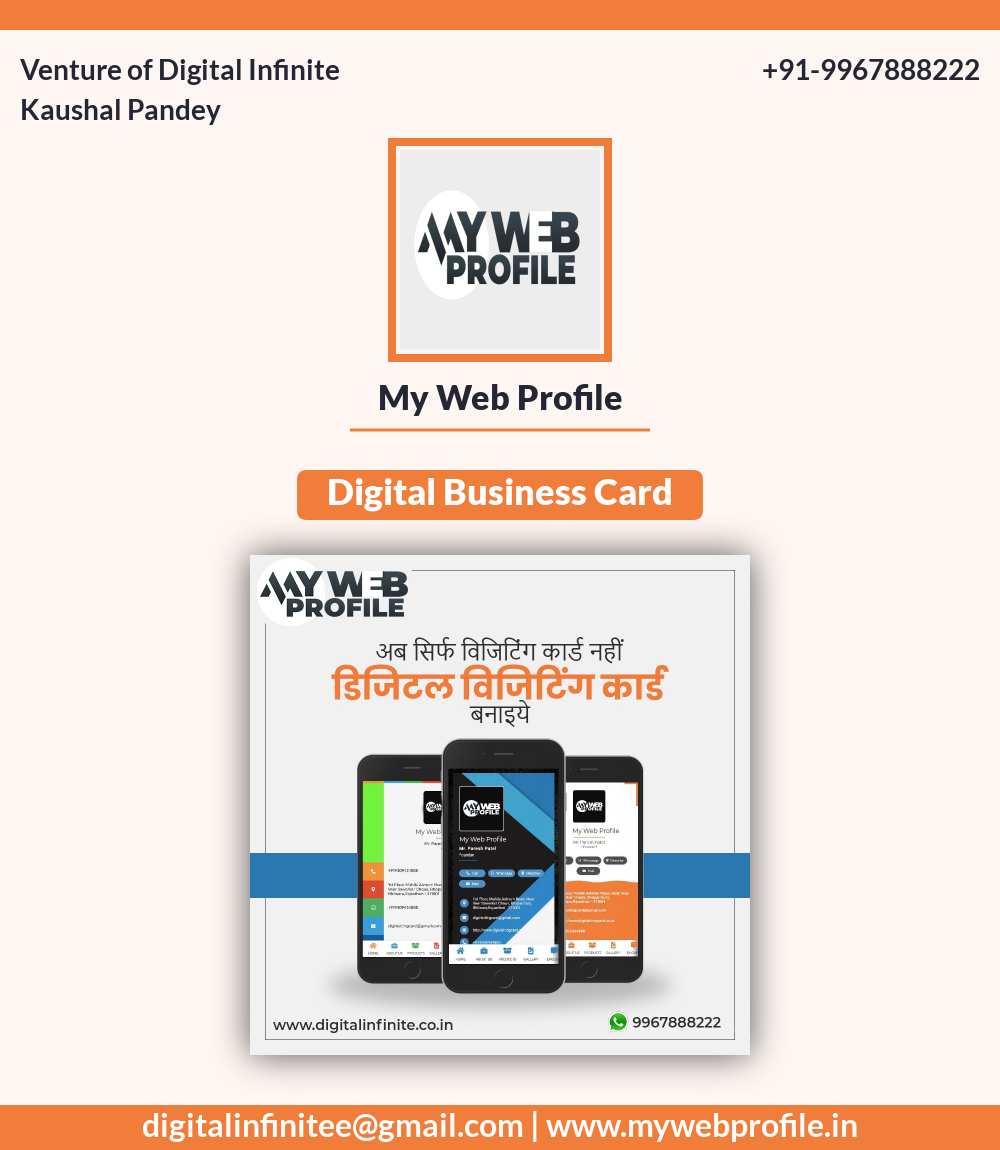 Venture of Digital Infinite
+91-9967888222
Kaushal Pandey
MY WEB
PROFILE
My Web Profile
Digital Business Card
MY WEB
PROFILE
अब सिर्फ विजिटिंग कार्ड नहीं
डिजिटल विजिटिंग कार्ड
बनाइये
MY WEB
PROFILE
My Web Profile
Mr. Paresh Patel
Founder
My Web Profile
www.digitalinfinite.co.in
9967888222
digitalinfinitee@gmail.com | www.mywebprofile.in